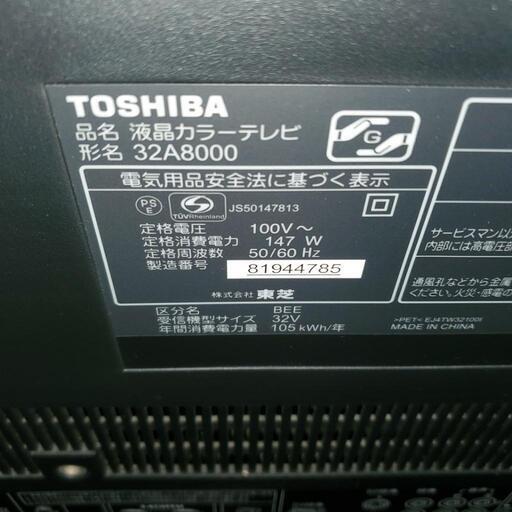 TOSHIBA
品名 液晶カラーテレビ
形名 32A8000
G
電気用品安全法に基づく表示
PS
E
TÜVRheinland
JS50147813
定格電圧 100V～
定格消費電力 147 W
定格周波数 50/60 Hz
製造番号 81944785
株式会社 東芝
区分名 BEE
受信機型サイズ 32V
年間消費電力量 105 kWh/年
サービスマン以
内部には高電圧部
通風孔などから金属
ください。火災・感電の
>PET< EJ4TW32100I
MADE IN CHINA